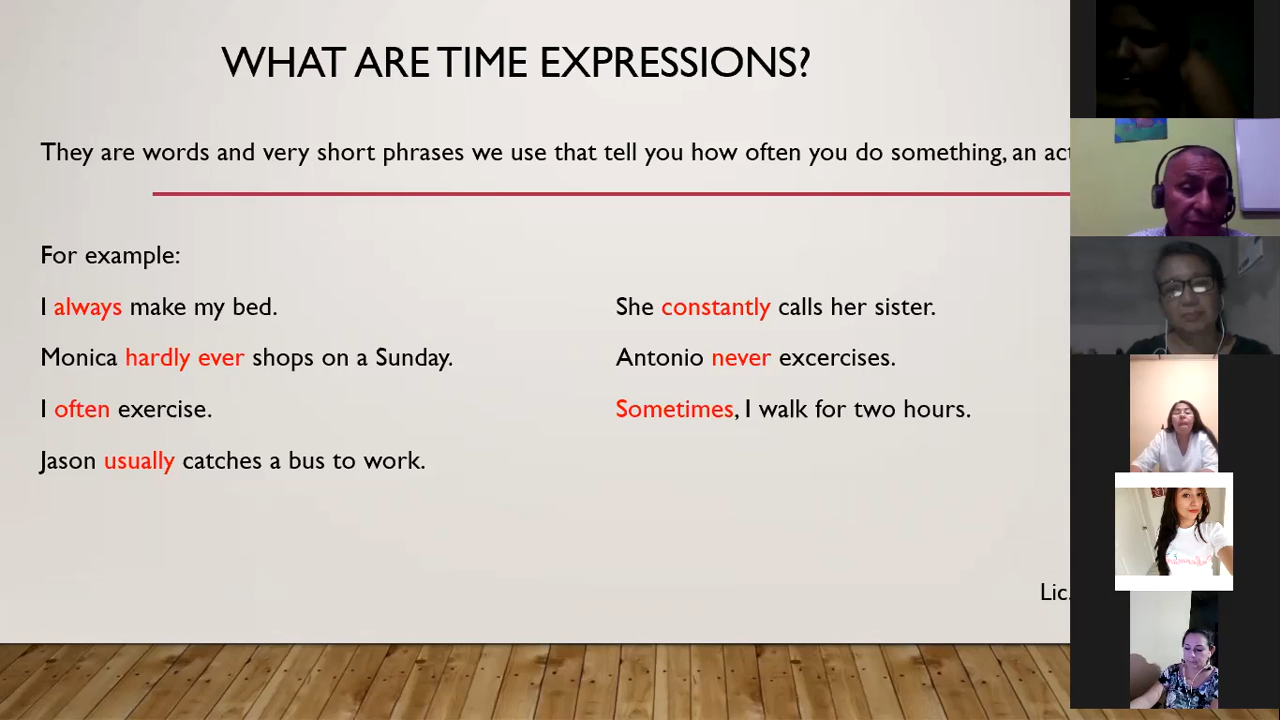 WHAT ARE TIME EXPRESSIONS?
They are words and very short phrases we use that tell you how often you do something, an
For example:
I always make my bed.
Monica hardly ever shops on a Sunday.
I often exercise.
Jason usually catches a bus to work.
She constantly calls her sister.
Antonio never excercises.
Sometimes, I walk for two hours.
Lic.